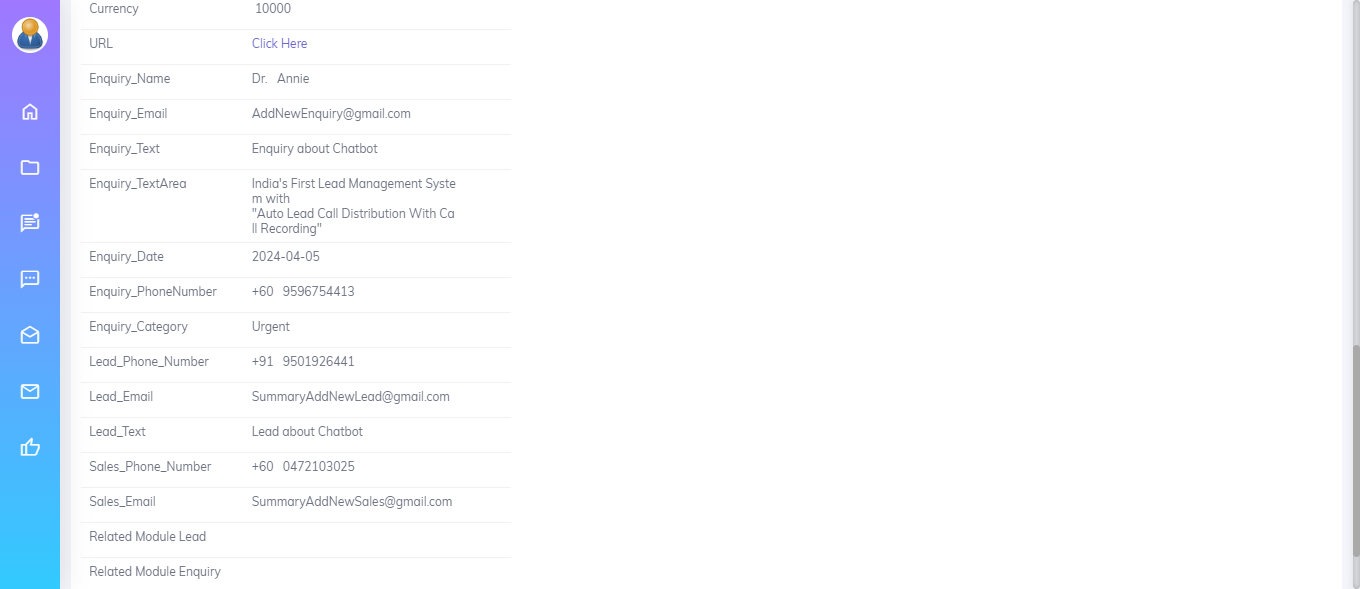 Currency 10000
URL Click Here
Enquiry_Name Dr. Annie
Enquiry_Email AddNewEnquiry@gmail.com
Enquiry_Text Enquiry about Chatbot
Enquiry_TextArea India's First Lead Management Syste
m with
"Auto Lead Call Distribution With Ca
ll Recording"
Enquiry_Date 2024-04-05
Enquiry_PhoneNumber +60 9596754413
Enquiry_Category Urgent
Lead_Phone_Number +91 9501926441
Lead_Email SummaryAddNewLead@gmail.com
Lead_Text Lead about Chatbot
Sales_Phone_Number +60 0472103025
Sales_Email SummaryAddNewSales@gmail.com
Related Module Lead
Related Module Enquiry